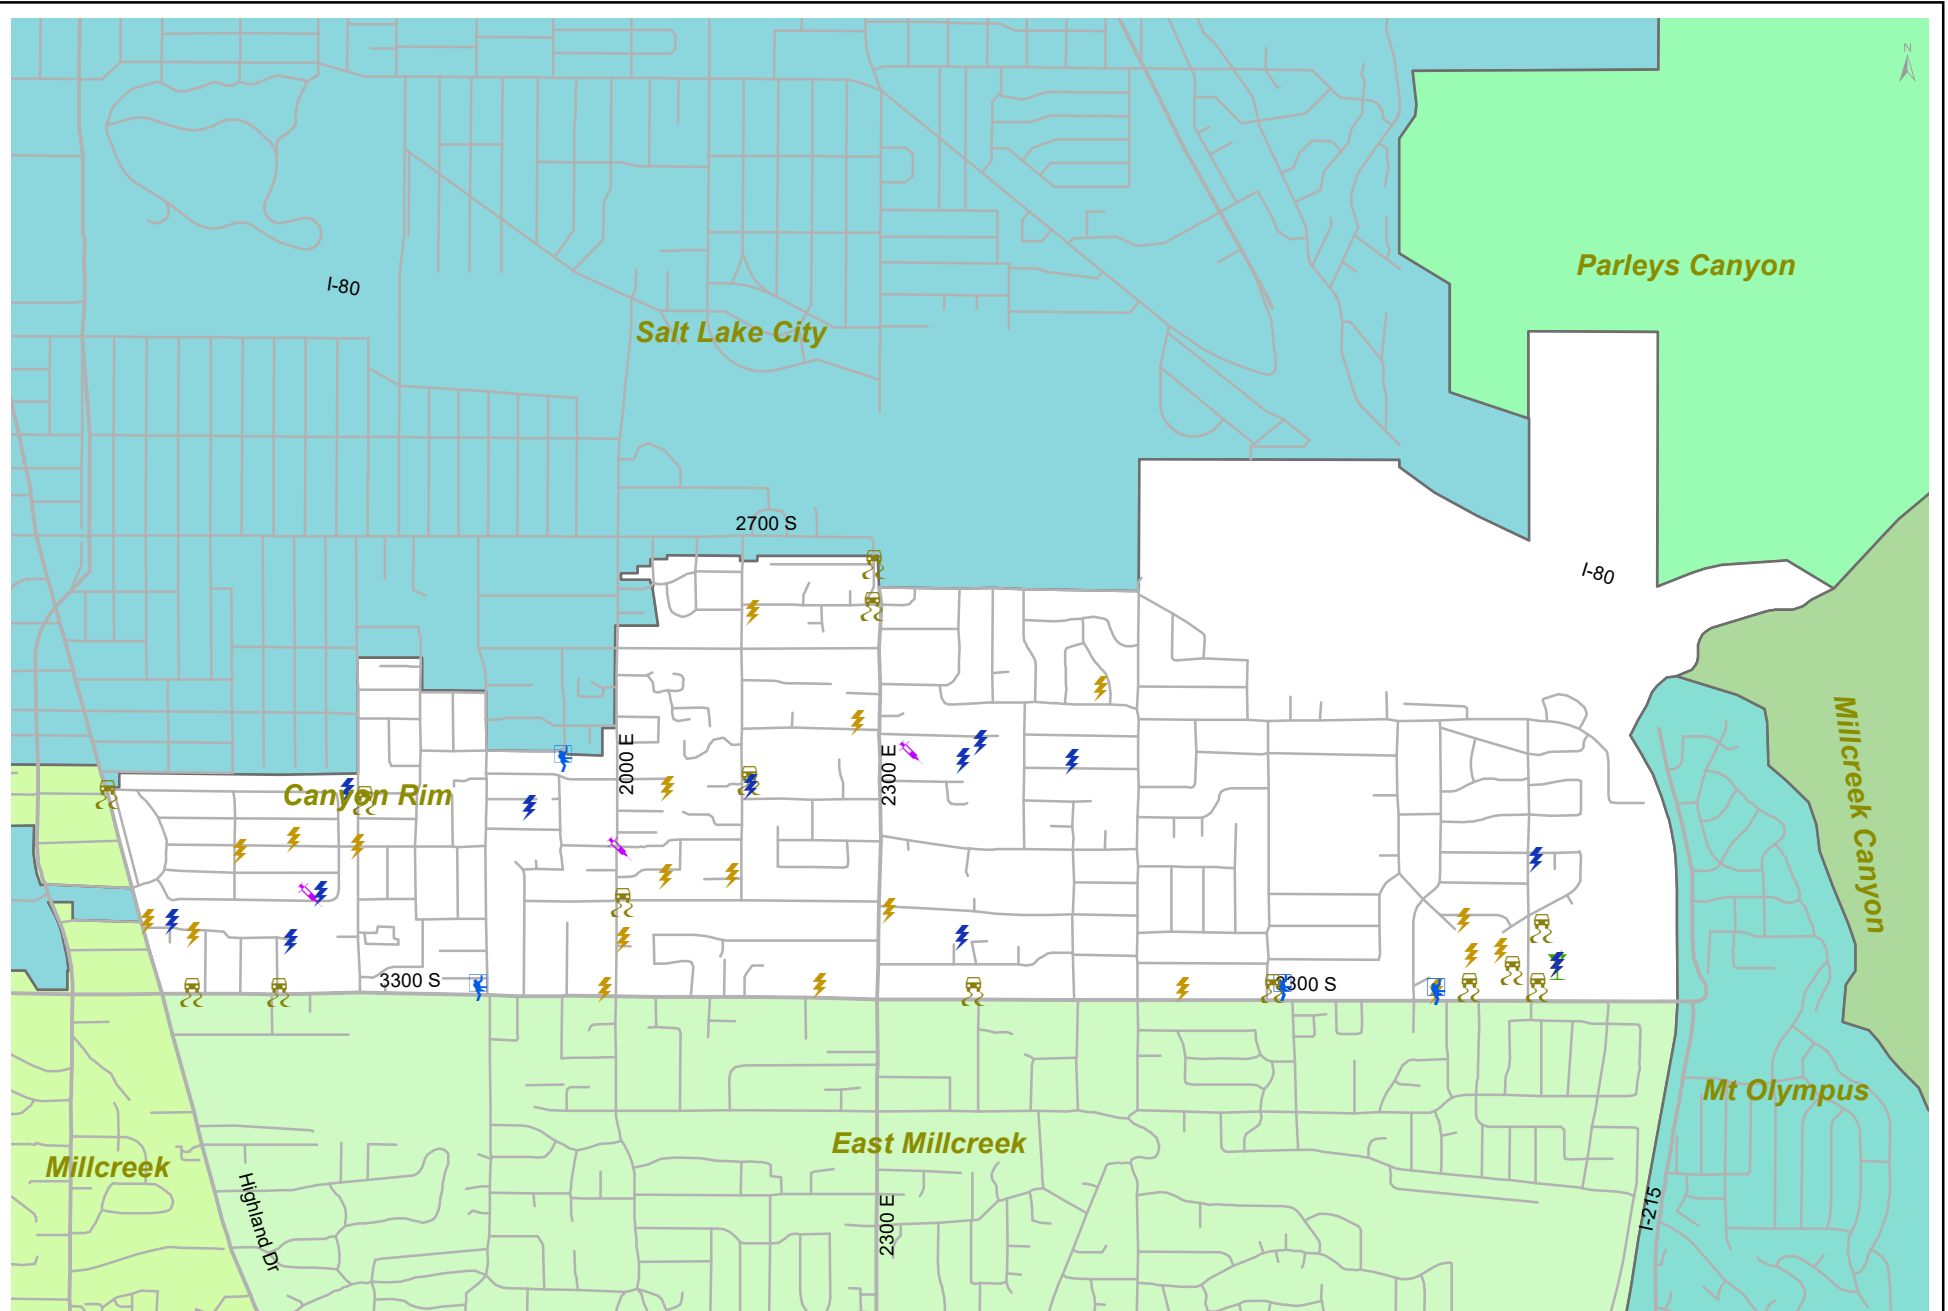 N
Parleys Canyon
I-80
Salt Lake City
2700 S
I-80
2000 E
2300 E
Canyon Rim
Millcreek Canyon
3300 S
3300 S
Mt Olympus
East Millcreek
Millcreek
Highland Dr
2300 E
I-215